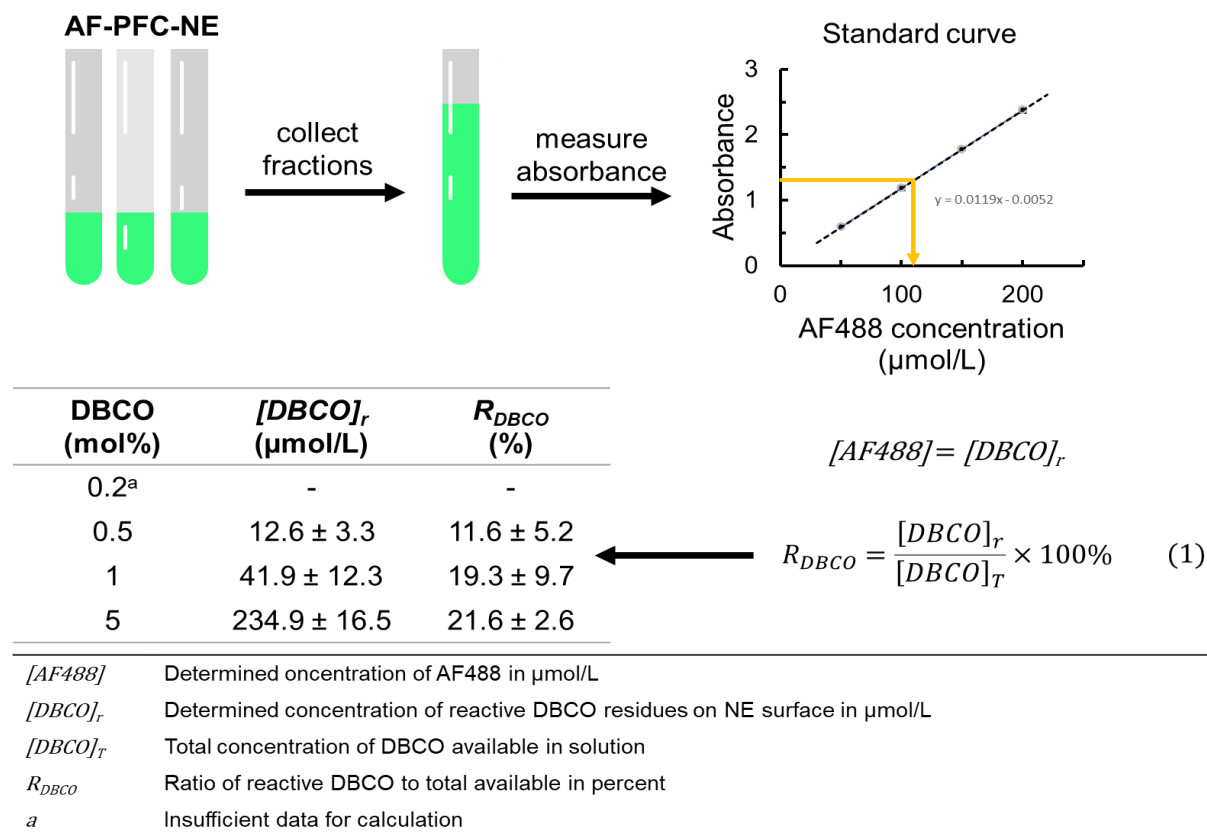 AF-PFC-NE
collect
fractions
measure
absorbance
Standard curve
Absorbance
3
2
1
0
y = 0.0119x - 0.0052
0 100 200
AF488 concentration
(µmol/L)
DBCO [DBCO]r RDBCO
(mol%) (µmol/L) (%)
0.2a - -
0.5 12.6 ± 3.3 11.6 ± 5.2
1 41.9 ± 12.3 19.3 ± 9.7
5 234.9 ± 16.5 21.6 ± 2.6
[AF488] = [DBCO]r
RDBCO = [DBCO]r / [DBCO]T × 100% (1)
[AF488] Determined oncentration of AF488 in µmol/L
[DBCO]r Determined concentration of reactive DBCO residues on NE surface in µmol/L
[DBCO]T Total concentration of DBCO available in solution
RDBCO Ratio of reactive DBCO to total available in percent
a Insufficient data for calculation